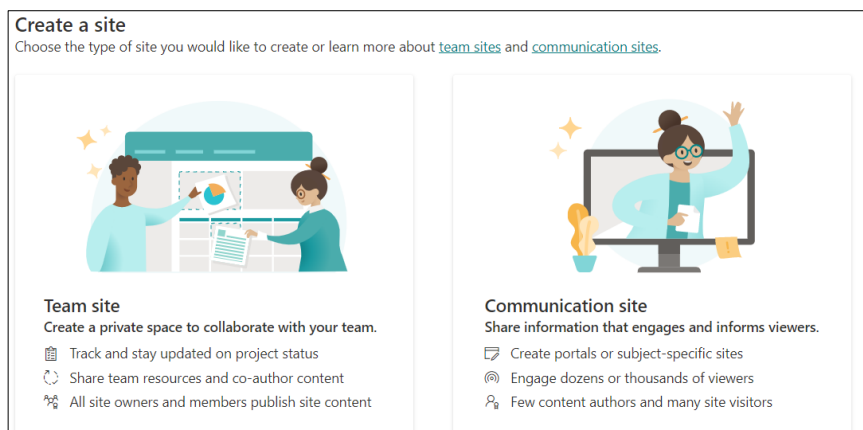 Create a site
Choose the type of site you would like to create or learn more about team sites and communication sites.
Team site
Create a private space to collaborate with your team.
Track and stay updated on project status
Share team resources and co-author content
All site owners and members publish site content
Communication site
Share information that engages and informs viewers.
Create portals or subject-specific sites
Engage dozens or thousands of viewers
Few content authors and many site visitors